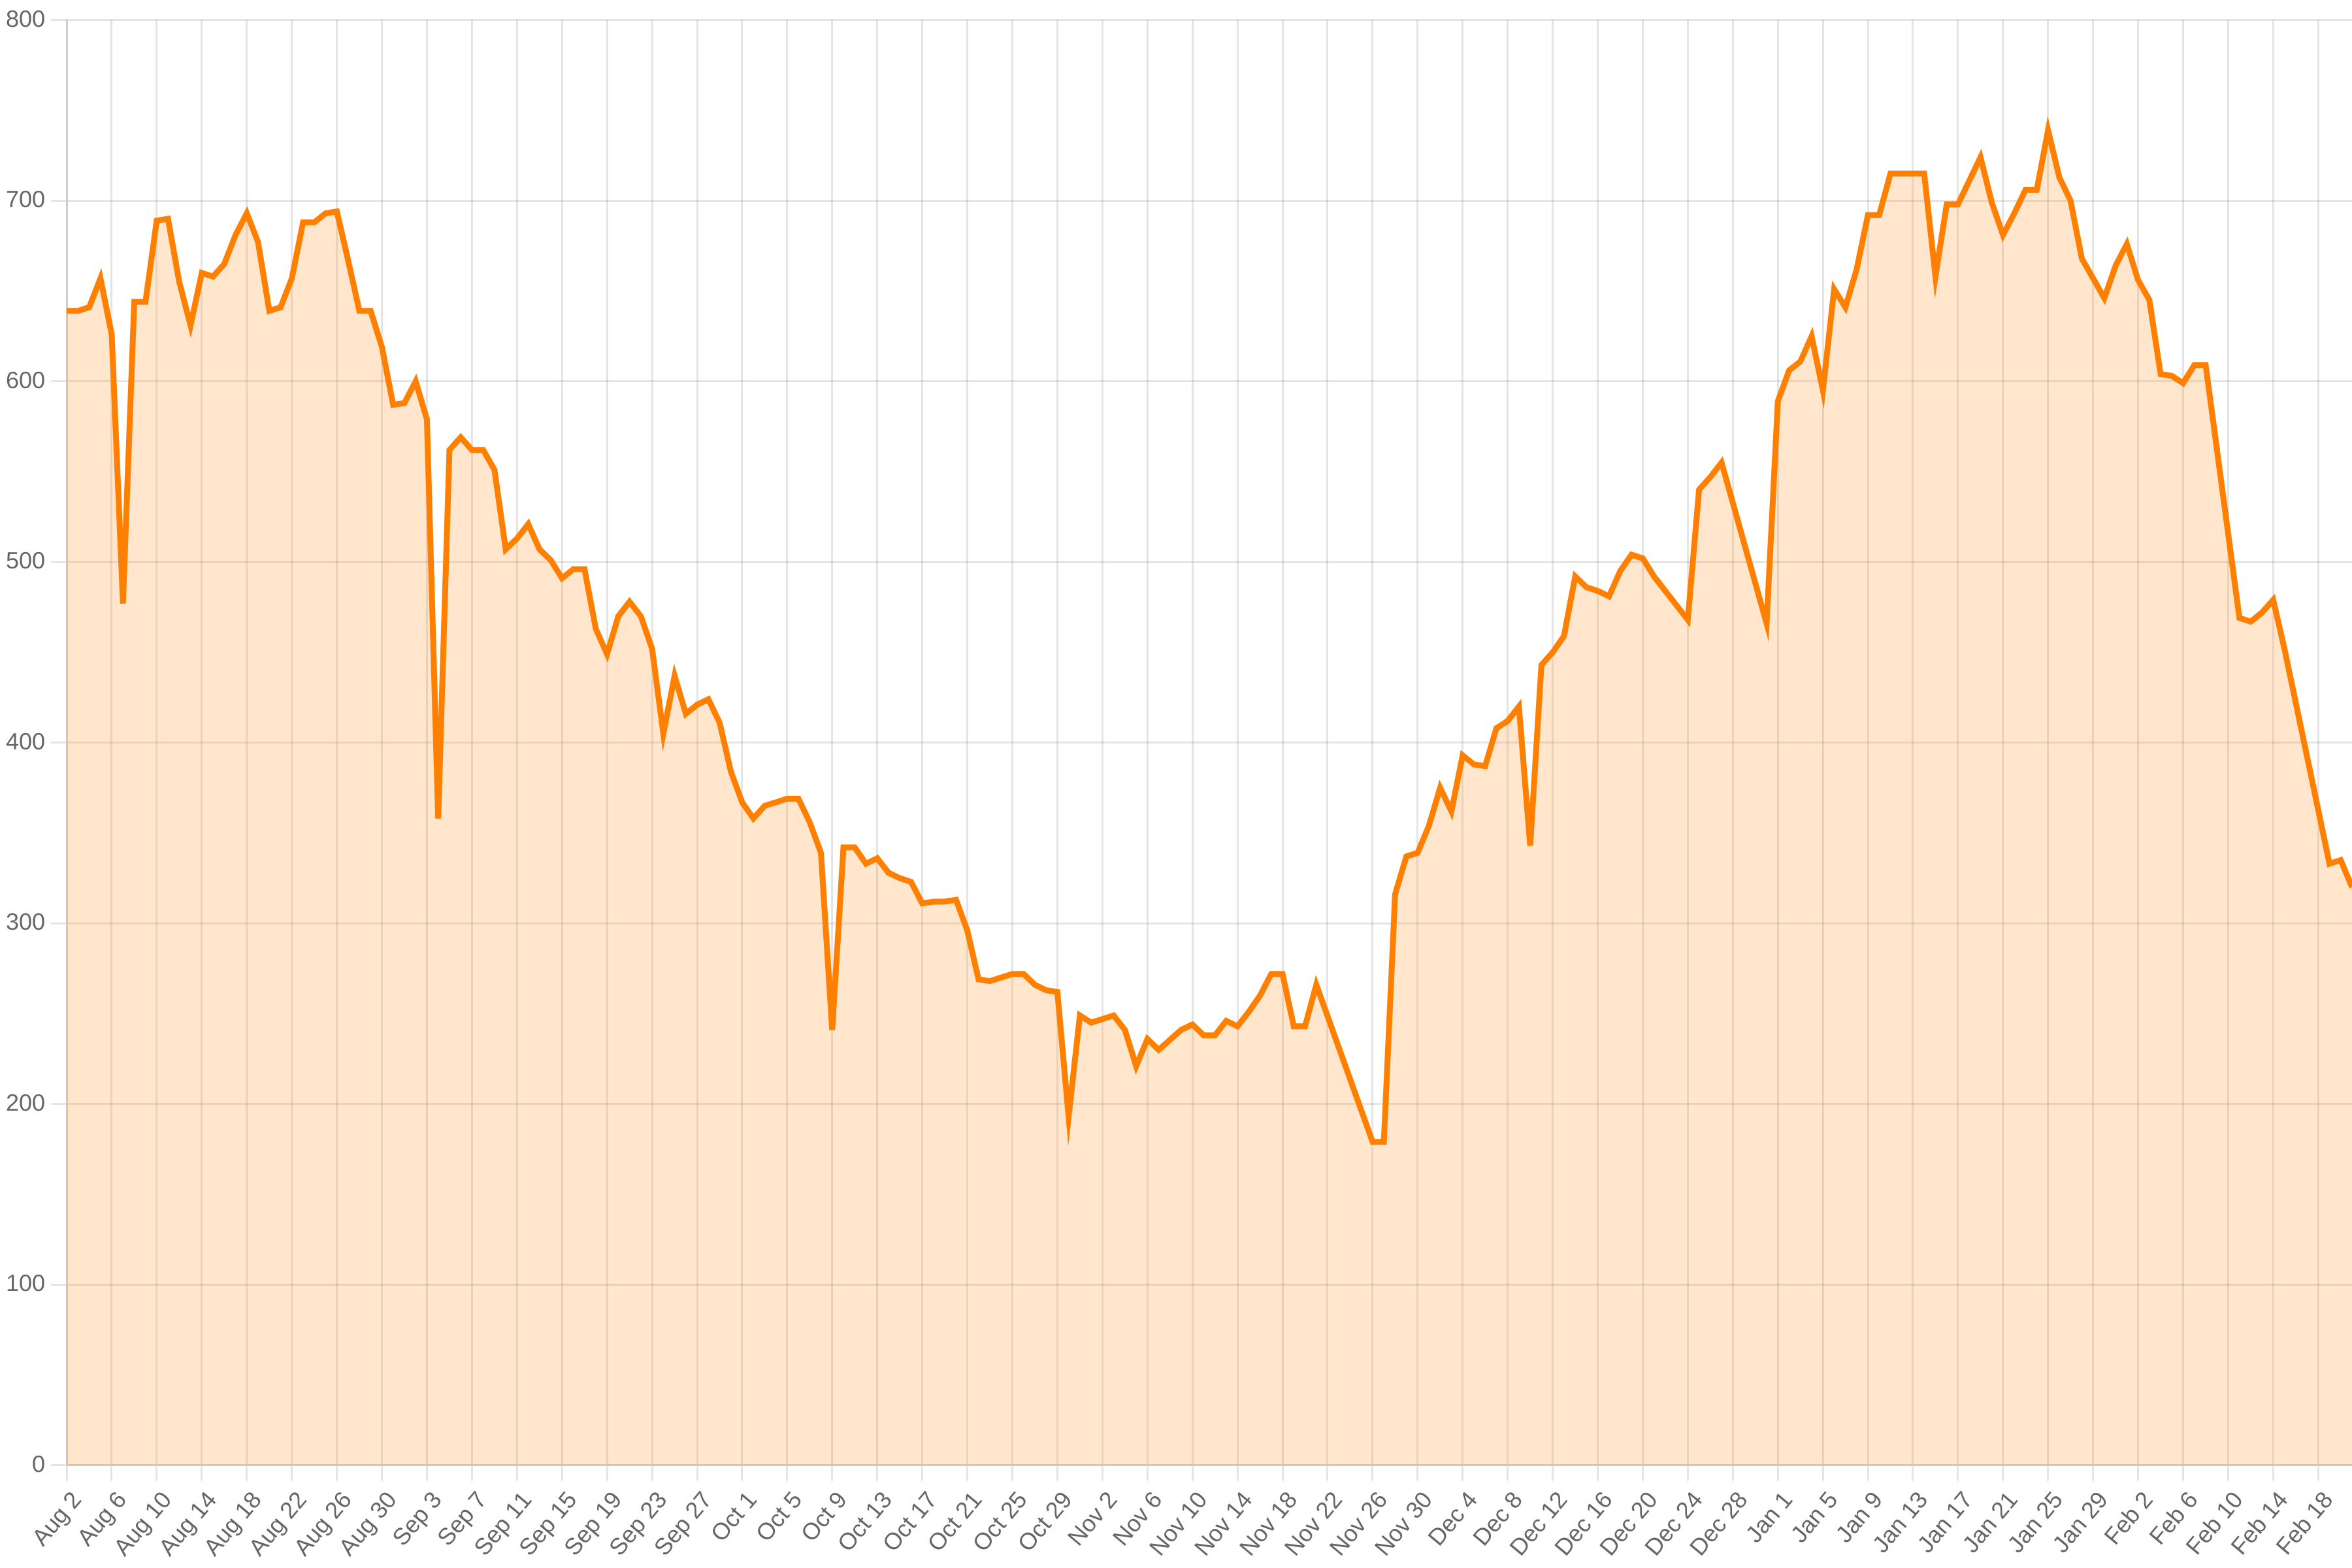 800
700
600
500
400
300
200
100
0
Aug 2
Aug 6
Aug 10
Aug 14
Aug 18
Aug 22
Aug 26
Aug 30
Sep 3
Sep 7
Sep 11
Sep 15
Sep 19
Sep 23
Sep 27
Oct 1
Oct 5
Oct 9
Oct 13
Oct 17
Oct 21
Oct 25
Oct 29
Nov 2
Nov 6
Nov 10
Nov 14
Nov 18
Nov 22
Nov 26
Nov 30
Dec 4
Dec 8
Dec 12
Dec 16
Dec 20
Dec 24
Dec 28
Jan 1
Jan 5
Jan 9
Jan 13
Jan 17
Jan 21
Jan 25
Jan 29
Feb 2
Feb 6
Feb 10
Feb 14
Feb 18